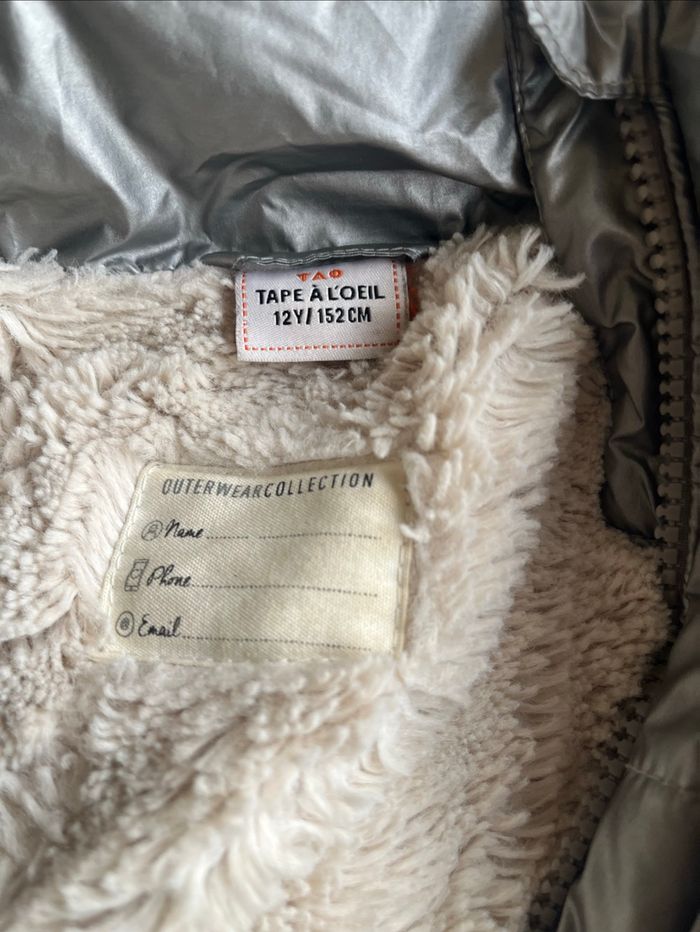 TAO
TAPE À L'OEIL
12Y/152CM
OUTERWEARCOLLECTION
Name
Phone
Email